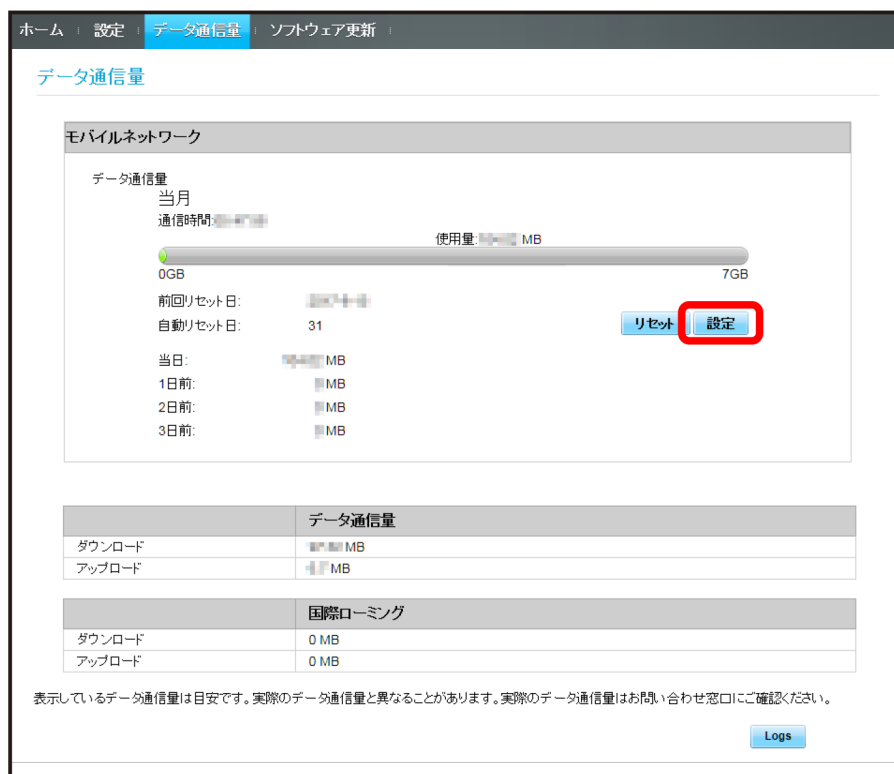 ホーム 設定 データ通信量 ソフトウェア更新
データ通信量
モバイルネットワーク
データ通信量
当月
通信時間:
使用量: MB
0GB 7GB
前回リセット日:
自動リセット日: 31 リセット 設定
当日: MB
1日前: MB
2日前: MB
3日前: MB
データ通信量
ダウンロード MB
アップロード MB
国際ローミング
ダウンロード 0 MB
アップロード 0 MB
表示しているデータ通信量は目安です。実際のデータ通信量と異なることがあります。実際のデータ通信量はお問い合わせ窓口にご確認ください。
Logs